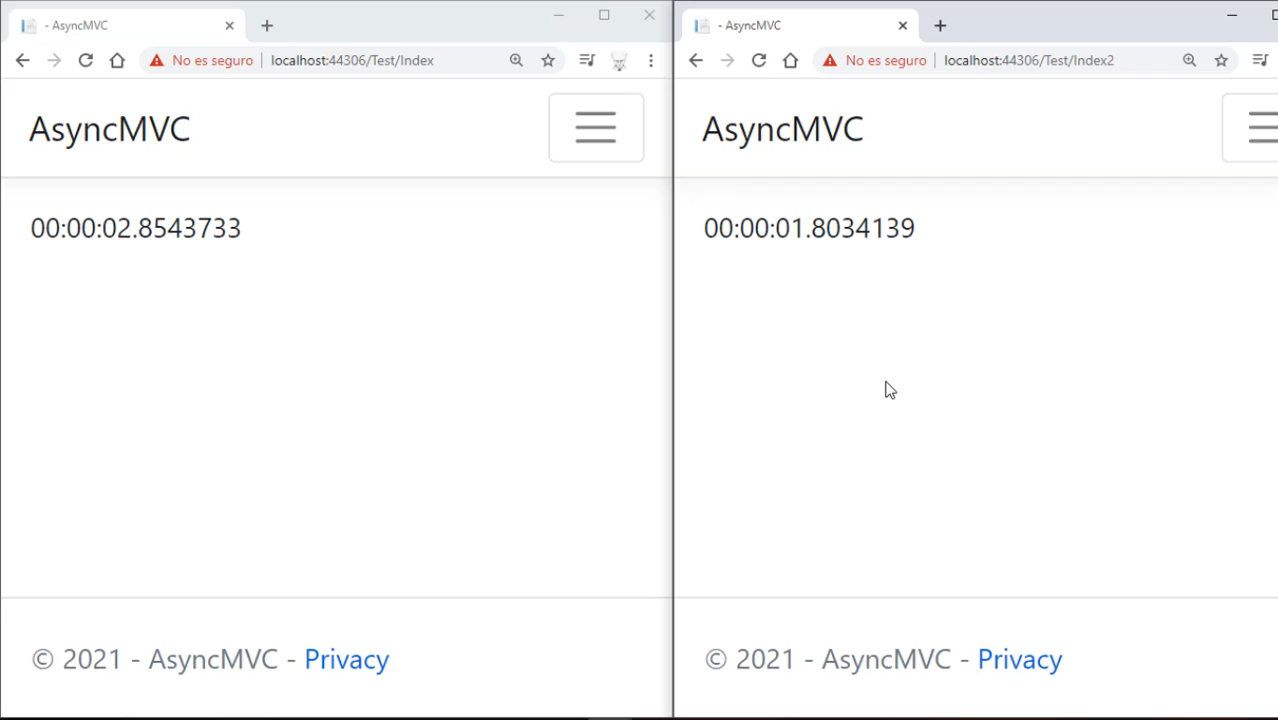 - AsyncMVC
No es seguro
localhost:44306/Test/Index
AsyncMVC
00:00:02.8543733
© 2021 - AsyncMVC - Privacy
- AsyncMVC
No es seguro
localhost:44306/Test/Index2
AsyncMVC
00:00:01.8034139
© 2021 - AsyncMVC - Privacy